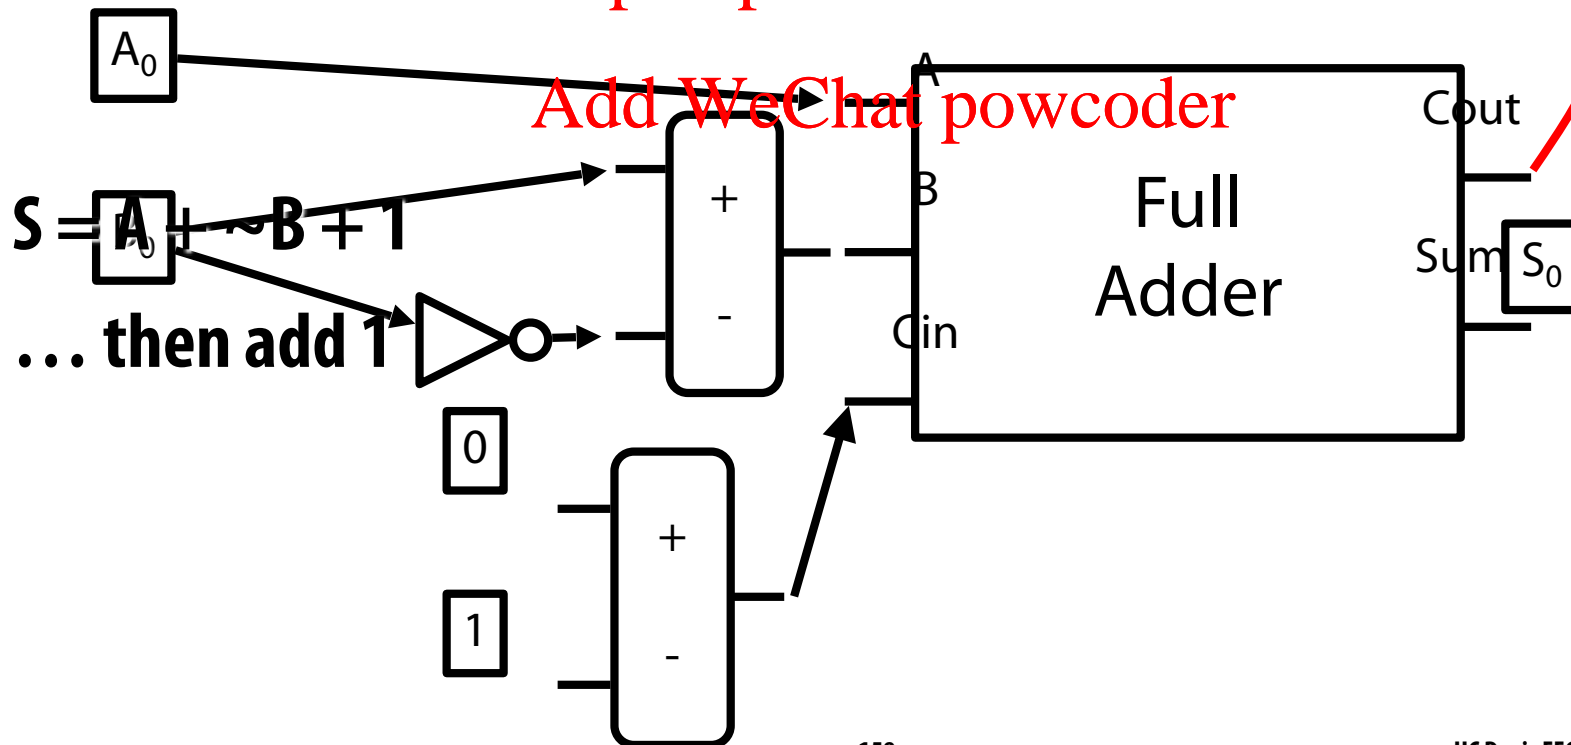 A₀
A
Add WeChat powcoder
Cout
+
B
Full
S = A + ~B + 1
Sum
S₀
Adder
-
Cin
… then add 1
0
+
1
-